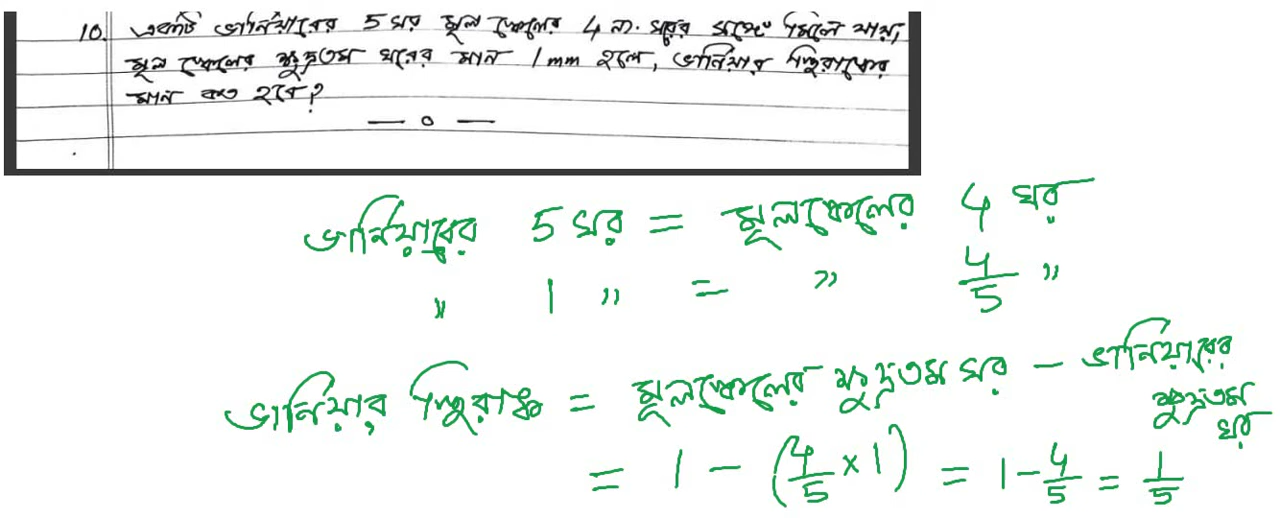 10. একটি ভার্নিয়ারের 5 ঘর মূল স্কেলের 4 নং ঘরের সঙ্গে মিলে যায়,
মূল স্কেলের ক্ষুদ্রতম ঘরের মান 1 mm হলে, ভার্নিয়ার স্থিরাঙ্কের
মান কত হবে?
— o —
ভার্নিয়ারের 5 ঘর = মূলস্কেলের 4 ঘর
" 1 " = " 4/5 "
ভার্নিয়ার স্থিরাঙ্ক = মূলস্কেলের ক্ষুদ্রতম ঘর – ভার্নিয়ারের ক্ষুদ্রতম ঘর
= 1 – (4/5 × 1) = 1 – 4/5 = 1/5